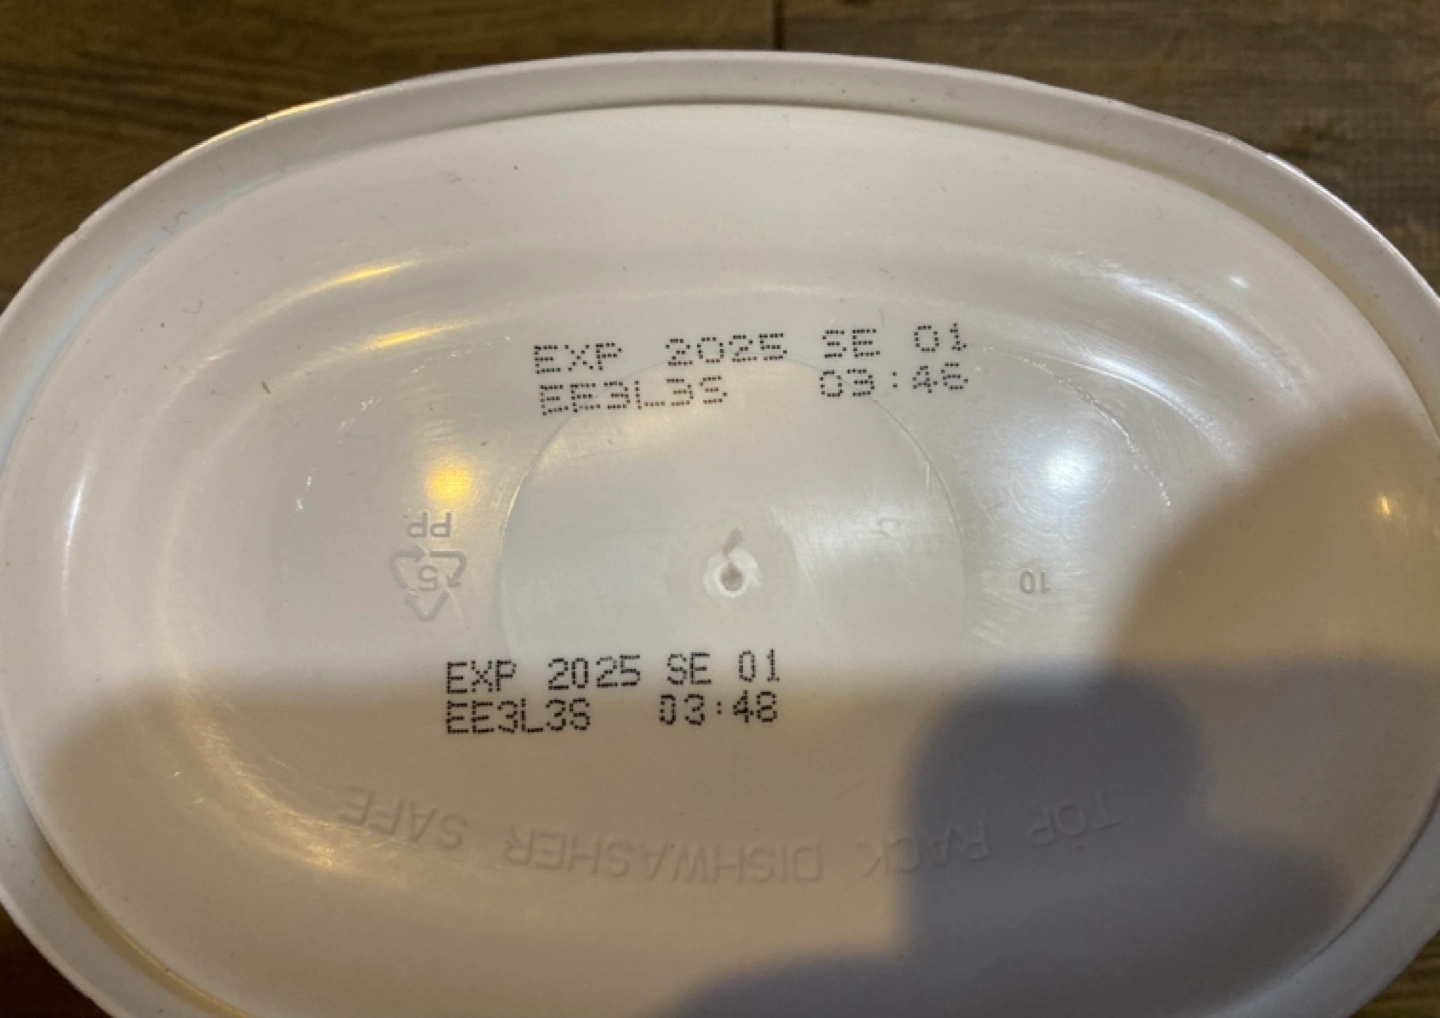 EXP 2025 SE 01
EE3L3S 03:46
PP
5
10
EXP 2025 SE 01
EE3L3S 03:48
TOP RACK DISHWASHER SAFE